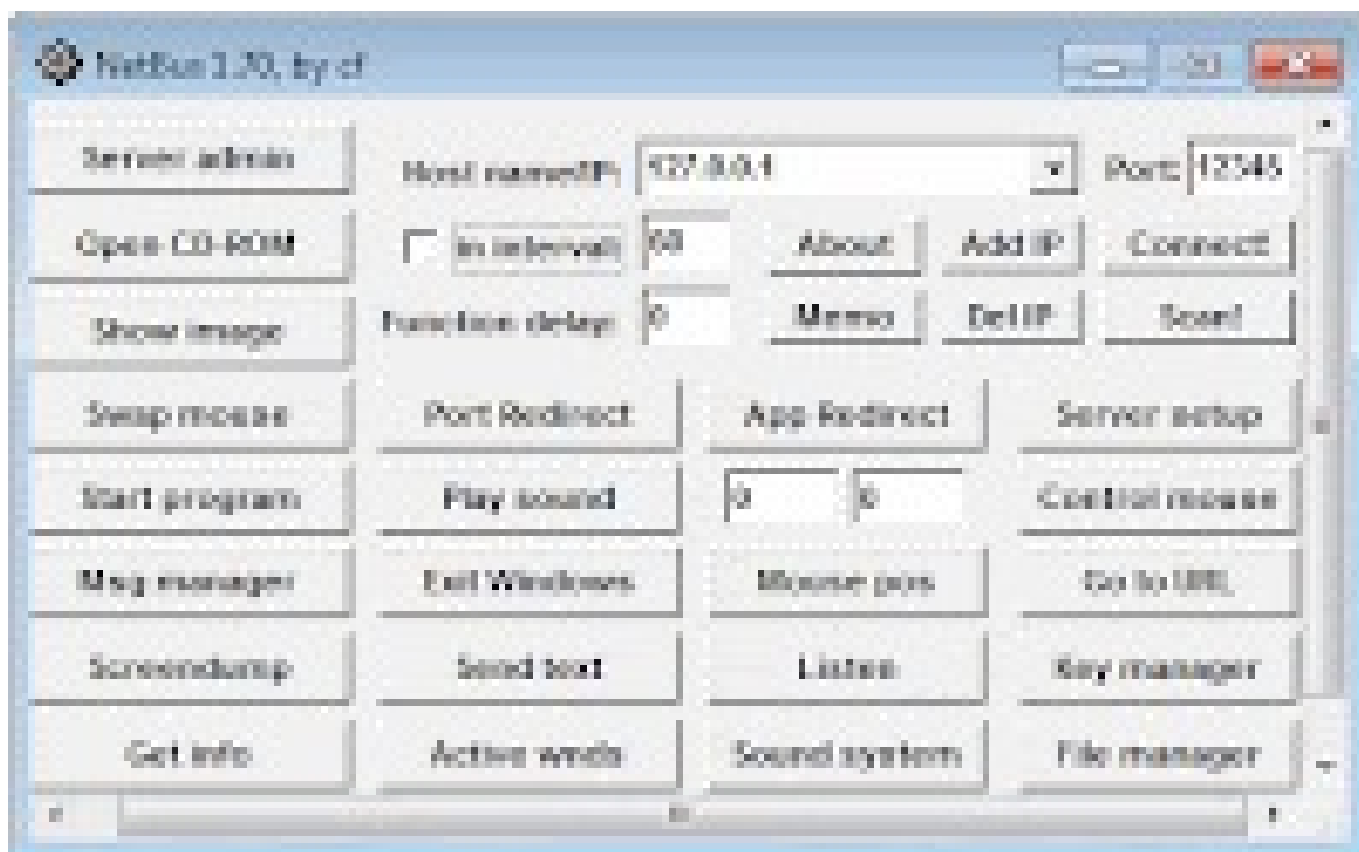 NetBus 1.70, by cf
Server admin
Host name/IP: 127.0.0.1 Port: 12345
Open CD-ROM
in interval: 60 About Add IP Connect!
Show image
Function delay: 0 Memo Del IP Scan!
Swap mouse Port Redirect App Redirect Server setup
Start program Play sound 0 0 Control mouse
Msg manager Exit Windows Mouse pos Go to URL
Screendump Send text Listen Key manager
Get info Active wnds Sound system File manager